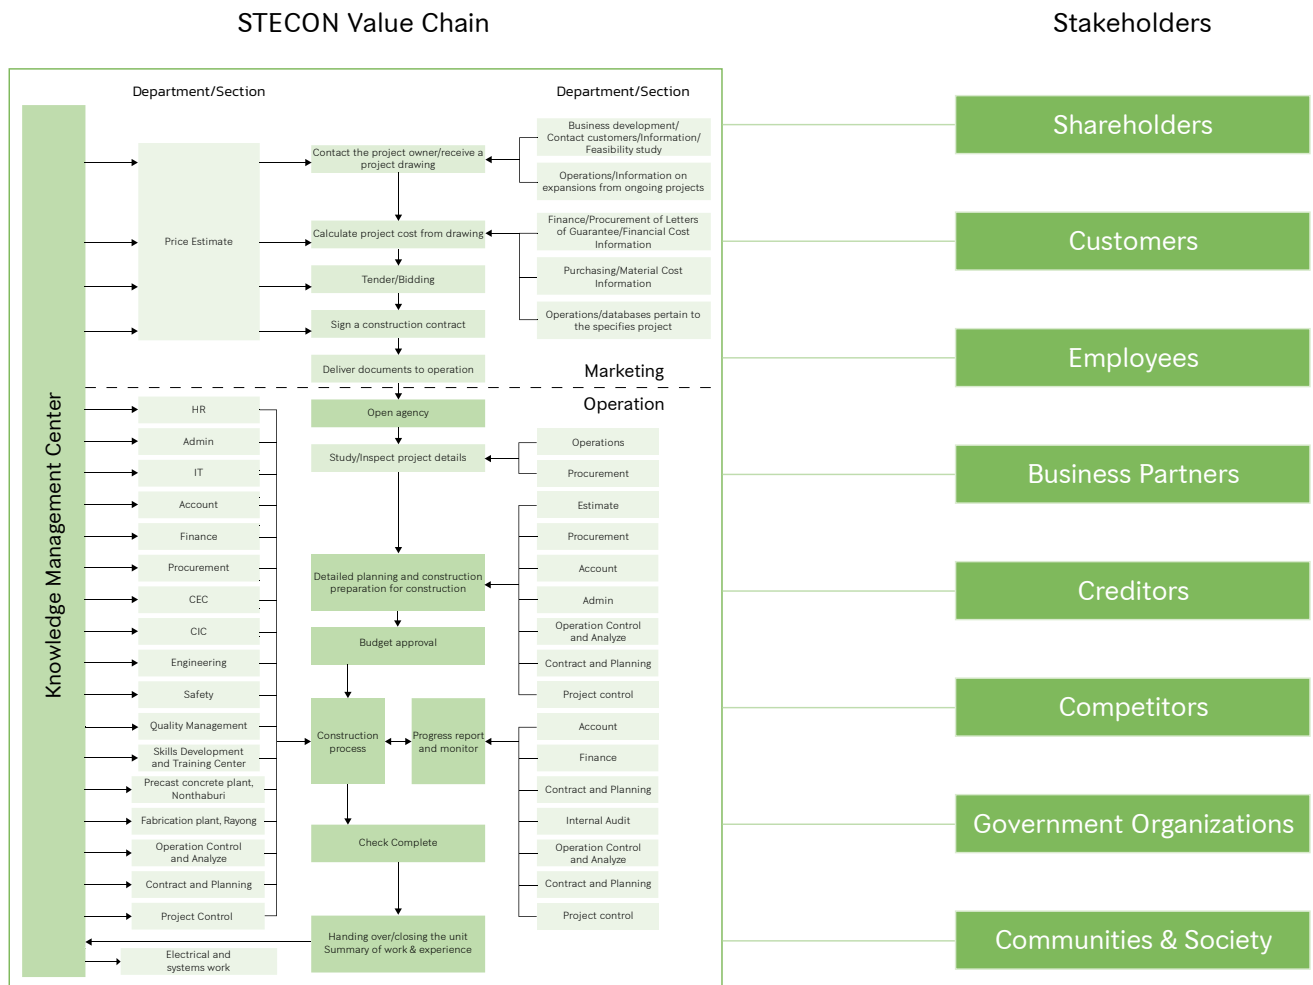 STECON Value Chain
Stakeholders
Department/Section
Department/Section
Knowledge Management Center
Price Estimate
Contact the project owner/receive a
project drawing
Calculate project cost from drawing
Tender/Bidding
Sign a construction contract
Deliver documents to operation
Business development/
Contact customers/Information/
Feasibility study
Operations/Information on
expansions from ongoing projects
Finance/Procurement of Letters
of Guarantee/Financial Cost
Information
Purchasing/Material Cost
Information
Operations/databases pertain to
the specifies project
Marketing
Operation
HR
Admin
IT
Account
Finance
Procurement
CEC
CIC
Engineering
Safety
Quality Management
Skills Development
and Training Center
Precast concrete plant,
Nonthaburi
Fabrication plant, Rayong
Operation Control
and Analyze
Contract and Planning
Project Control
Electrical and
systems work
Open agency
Study/Inspect project details
Detailed planning and construction
preparation for construction
Budget approval
Construction
process
Progress report
and monitor
Check Complete
Handing over/closing the unit
Summary of work & experience
Operations
Procurement
Estimate
Procurement
Account
Admin
Operation Control
and Analyze
Contract and Planning
Project control
Account
Finance
Contract and Planning
Internal Audit
Operation Control
and Analyze
Contract and Planning
Project control
Shareholders
Customers
Employees
Business Partners
Creditors
Competitors
Government Organizations
Communities & Society